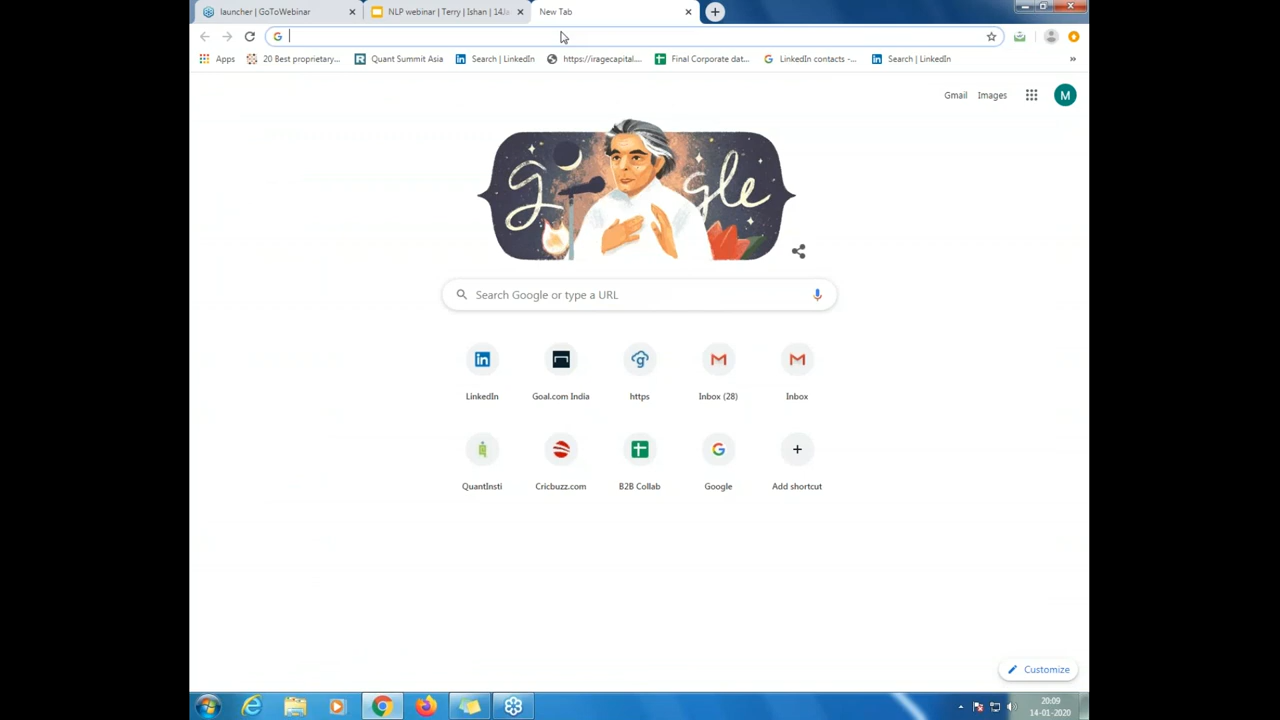 launcher | GoToWebinar
NLP webinar | Terry | Ishan | 14Ja
New Tab
Apps
20 Best proprietary...
Quant Summit Asia
Search | LinkedIn
https://iragecapital....
Final Corporate dat...
LinkedIn contacts -...
Search | LinkedIn
»
Gmail
Images
M
g gle
Search Google or type a URL
LinkedIn
Goal.com India
https
Inbox (28)
Inbox
QuantInsti
Cricbuzz.com
B2B Collab
Google
Add shortcut
Customize
20:09
14-01-2020